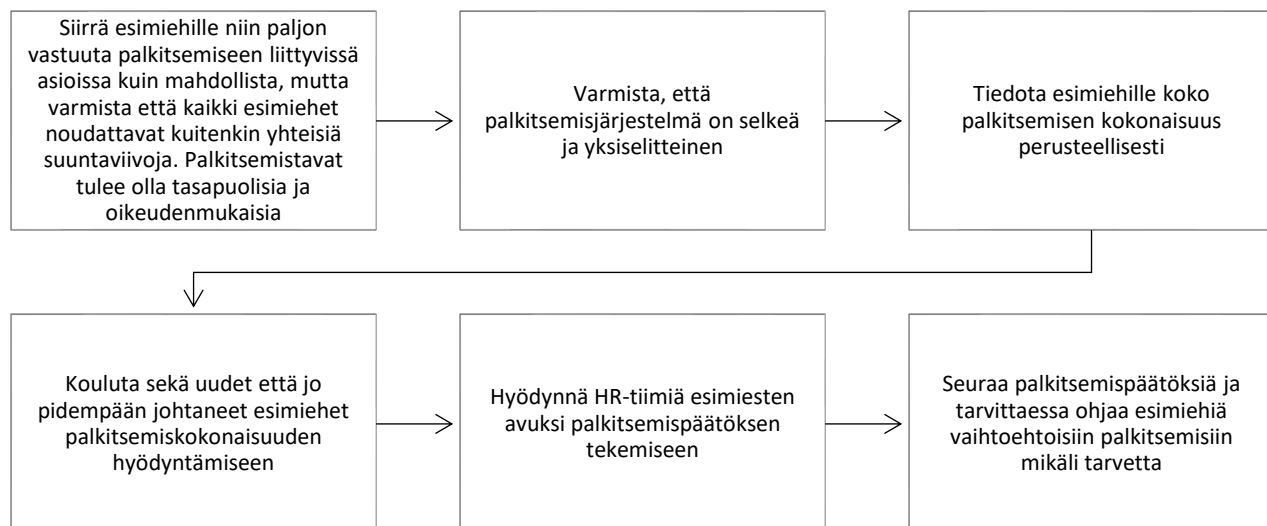 Siirrä esimiehille niin paljon
vastuuta palkitsemiseen liittyvissä
asioissa kuin mahdollista, mutta
varmista että kaikki esimiehet
noudattavat kuitenkin yhteisiä
suuntaviivoja. Palkitsemistavat
tulee olla tasapuolisia ja
oikeudenmukaisia
Varmista, että
palkitsemisjärjestelmä on selkeä
ja yksiselitteinen
Tiedota esimiehille koko
palkitsemisen kokonaisuus
perusteellisesti
Kouluta sekä uudet että jo
pidempään johtaneet esimiehet
palkitsemiskokonaisuuden
hyödyntämiseen
Hyödynnä HR-tiimiä esimiesten
avuksi palkitsemispäätöksen
tekemiseen
Seuraa palkitsemispäätöksiä ja
tarvittaessa ohjaa esimiehiä
vaihtoehtoisiin palkitsemisiin
mikäli tarvetta